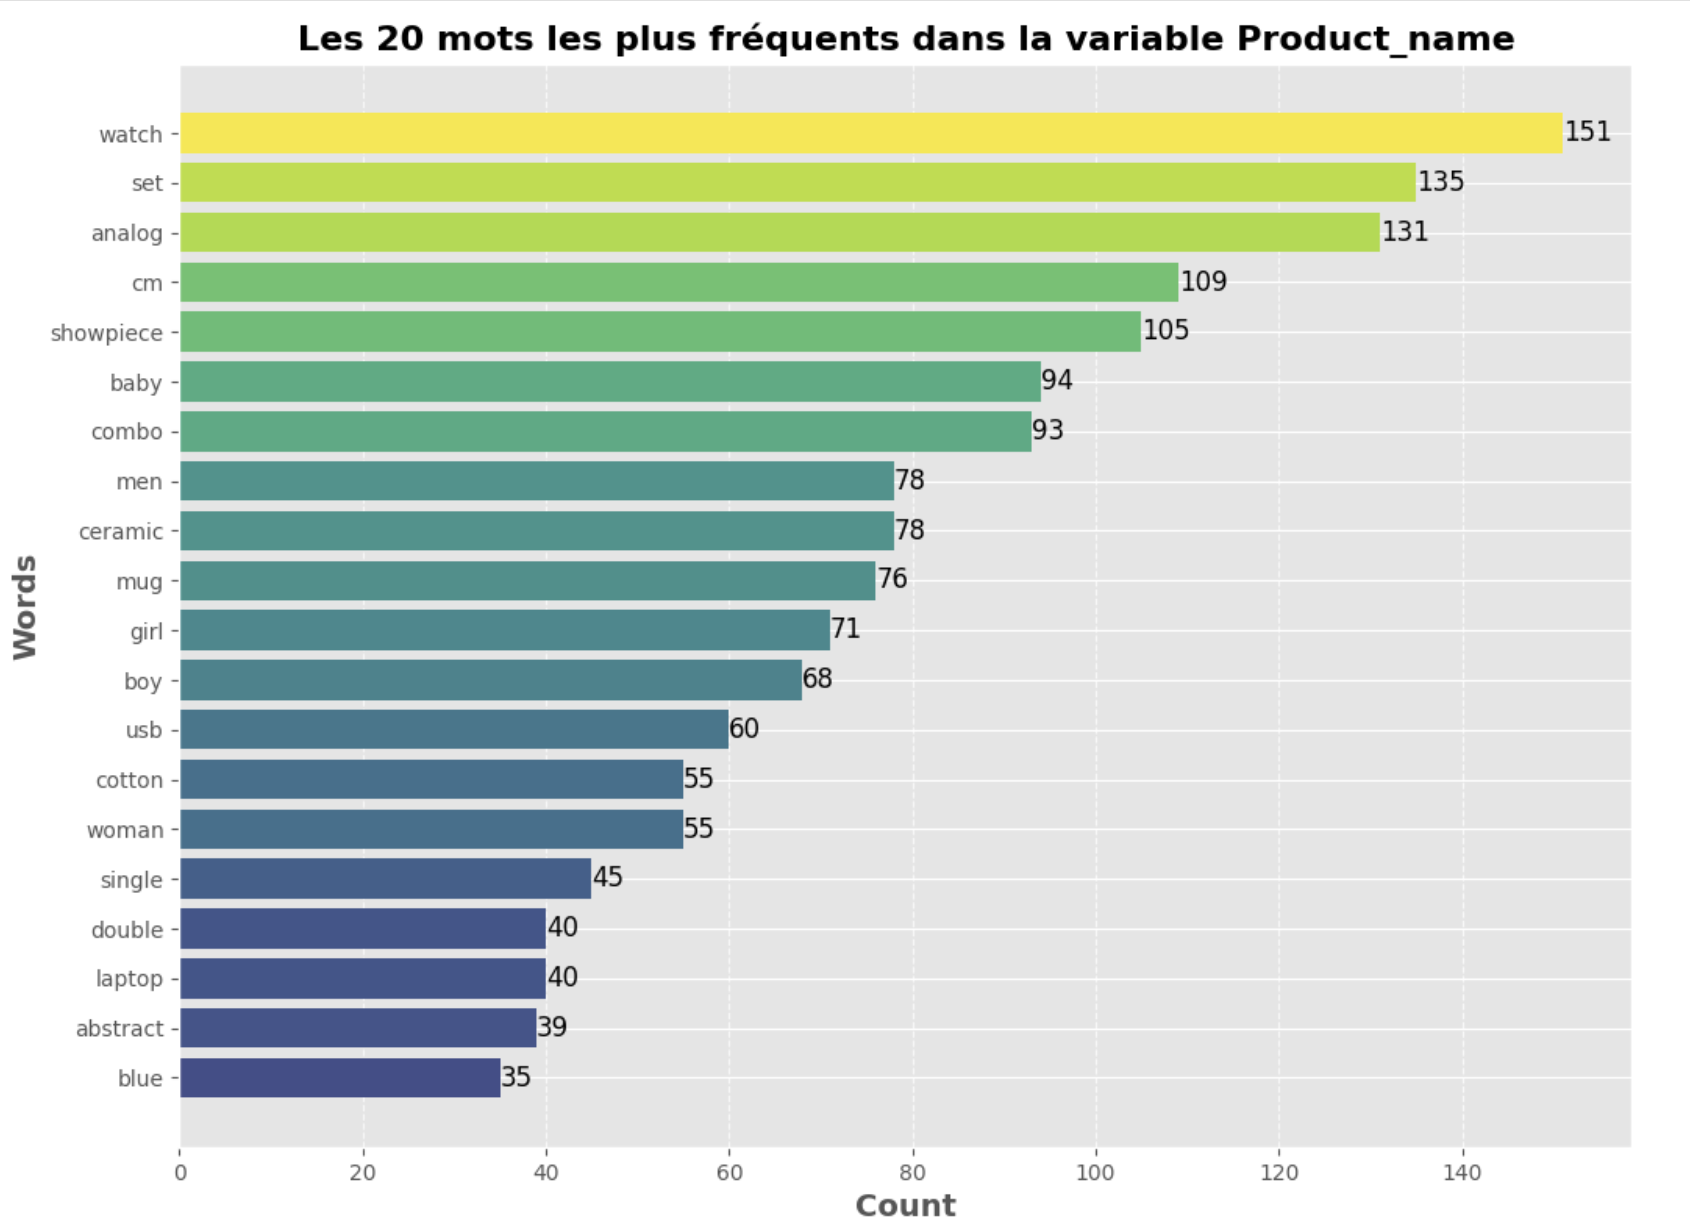 Les 20 mots les plus fréquents dans la variable Product_name
watch 151
set 135
analog 131
cm 109
showpiece 105
baby 94
combo 93
men 78
ceramic 78
mug 76
girl 71
boy 68
usb 60
cotton 55
woman 55
single 45
double 40
laptop 40
abstract 39
blue 35
Words
0 20 40 60 80 100 120 140
Count